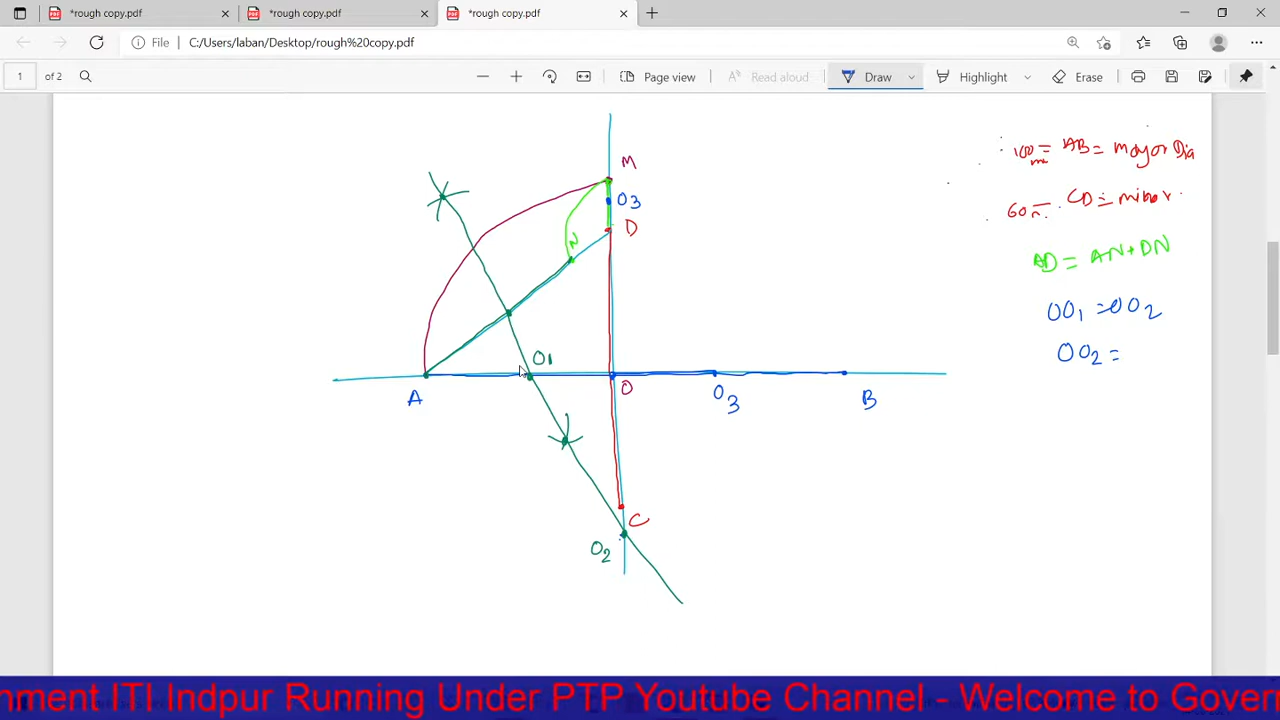 *rough copy.pdf
*rough copy.pdf
*rough copy.pdf
File
C:/Users/laban/Desktop/rough%20copy.pdf
1 of 2
Page view
Read aloud
Draw
Highlight
Erase
M
O3
D
N
O1
A
O
O3
B
C
O2
100 = AB = major Dia
CD = minor
AD = AN + DN
OO1 = OO2
OO2 =
nment ITI Indpur Running Under PTP Youtube Channel - Welcome to Govern